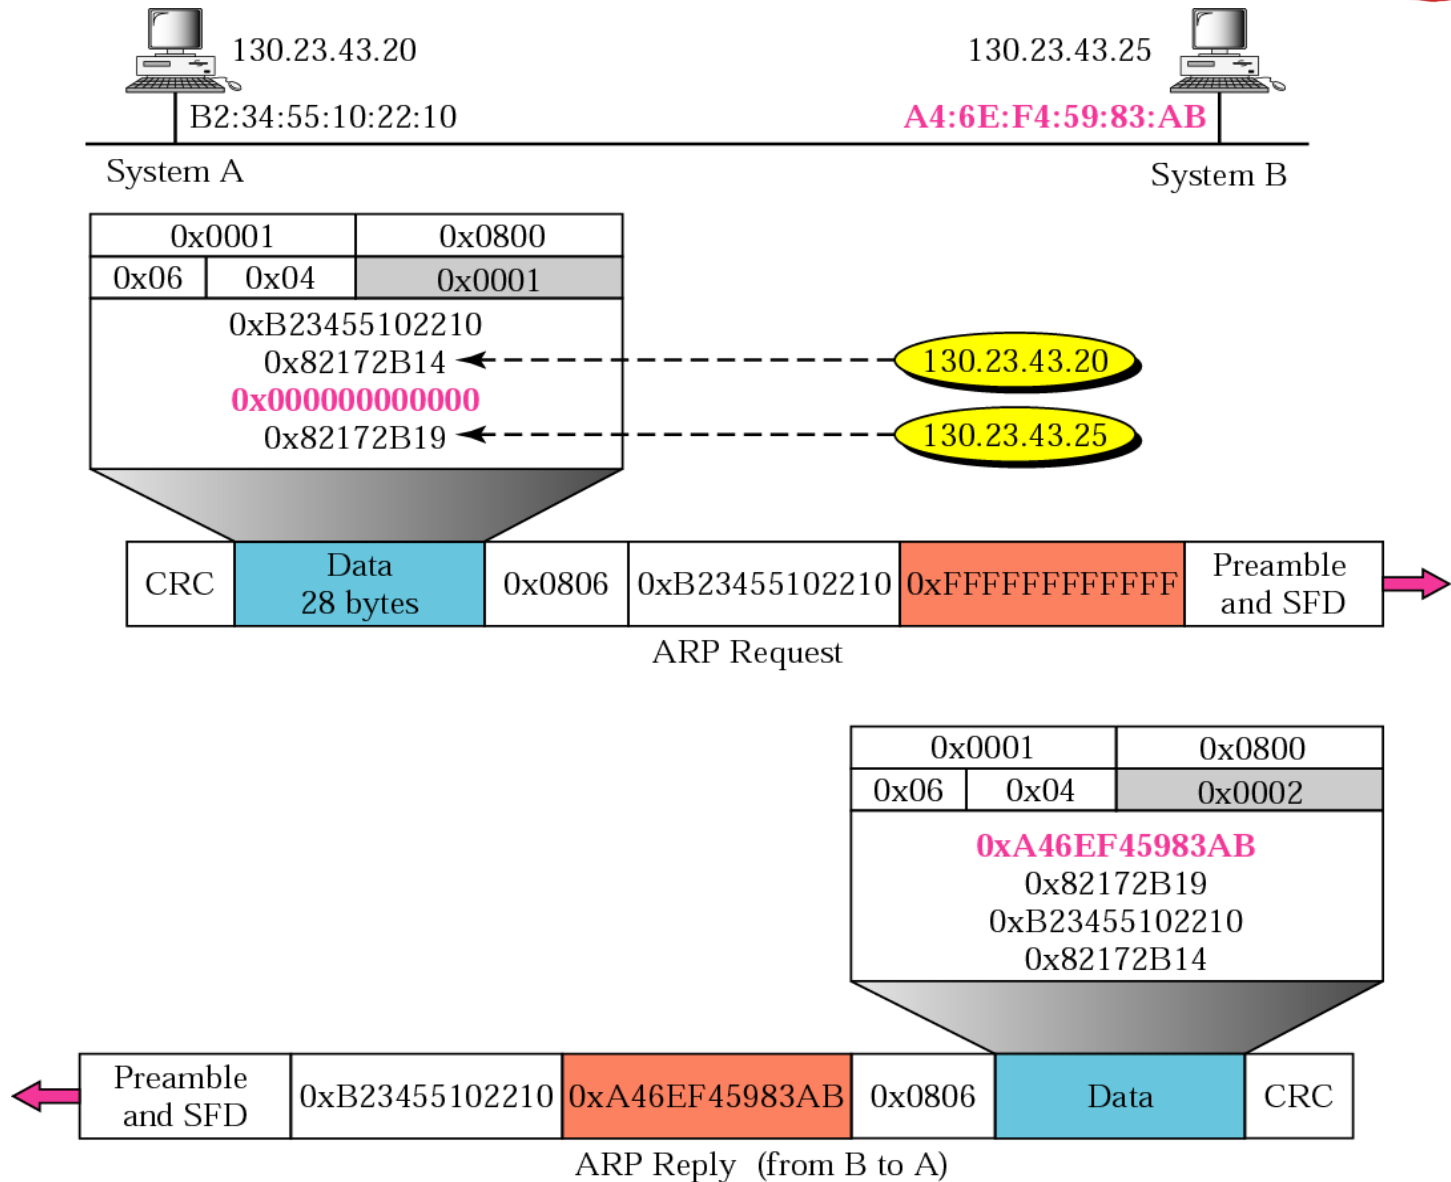 130.23.43.20
130.23.43.25
B2:34:55:10:22:10
A4:6E:F4:59:83:AB
System A
System B
0x0001
0x0800
0x06
0x04
0x0001
0xB23455102210
0x82172B14
130.23.43.20
0x000000000000
0x82172B19
130.23.43.25
CRC
Data
28 bytes
0x0806
0xB23455102210
0xFFFFFFFFFFFF
Preamble
and SFD
ARP Request
0x0001
0x0800
0x06
0x04
0x0002
0xA46EF45983AB
0x82172B19
0xB23455102210
0x82172B14
Preamble
and SFD
0xB23455102210
0xA46EF45983AB
0x0806
Data
CRC
ARP Reply (from B to A)